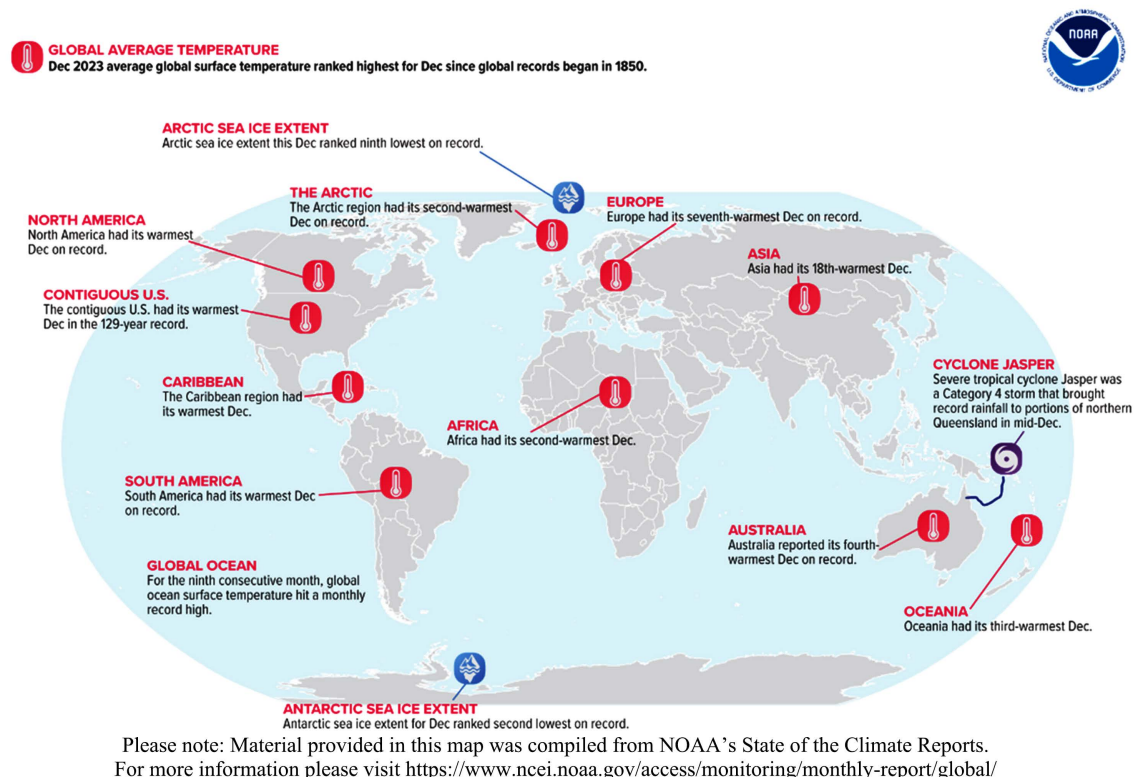 GLOBAL AVERAGE TEMPERATURE
Dec 2023 average global surface temperature ranked highest for Dec since global records began in 1850.
NATIONAL OCEANIC AND ATMOSPHERIC ADMINISTRATION
NOAA
U.S. DEPARTMENT OF COMMERCE
ARCTIC SEA ICE EXTENT
Arctic sea ice extent this Dec ranked ninth lowest on record.
THE ARCTIC
The Arctic region had its second-warmest
Dec on record.
EUROPE
Europe had its seventh-warmest Dec on record.
NORTH AMERICA
North America had its warmest
Dec on record.
ASIA
Asia had its 18th-warmest Dec.
CONTIGUOUS U.S.
The contiguous U.S. had its warmest
Dec in the 129-year record.
CYCLONE JASPER
Severe tropical cyclone Jasper was
a Category 4 storm that brought
record rainfall to portions of northern
Queensland in mid-Dec.
CARIBBEAN
The Caribbean region had
its warmest Dec.
AFRICA
Africa had its second-warmest Dec.
SOUTH AMERICA
South America had its warmest Dec
on record.
AUSTRALIA
Australia reported its fourth-
warmest Dec on record.
GLOBAL OCEAN
For the ninth consecutive month, global
ocean surface temperature hit a monthly
record high.
OCEANIA
Oceania had its third-warmest Dec.
ANTARCTIC SEA ICE EXTENT
Antarctic sea ice extent for Dec ranked second lowest on record.
Please note: Material provided in this map was compiled from NOAA's State of the Climate Reports.
For more information please visit https://www.ncei.noaa.gov/access/monitoring/monthly-report/global/